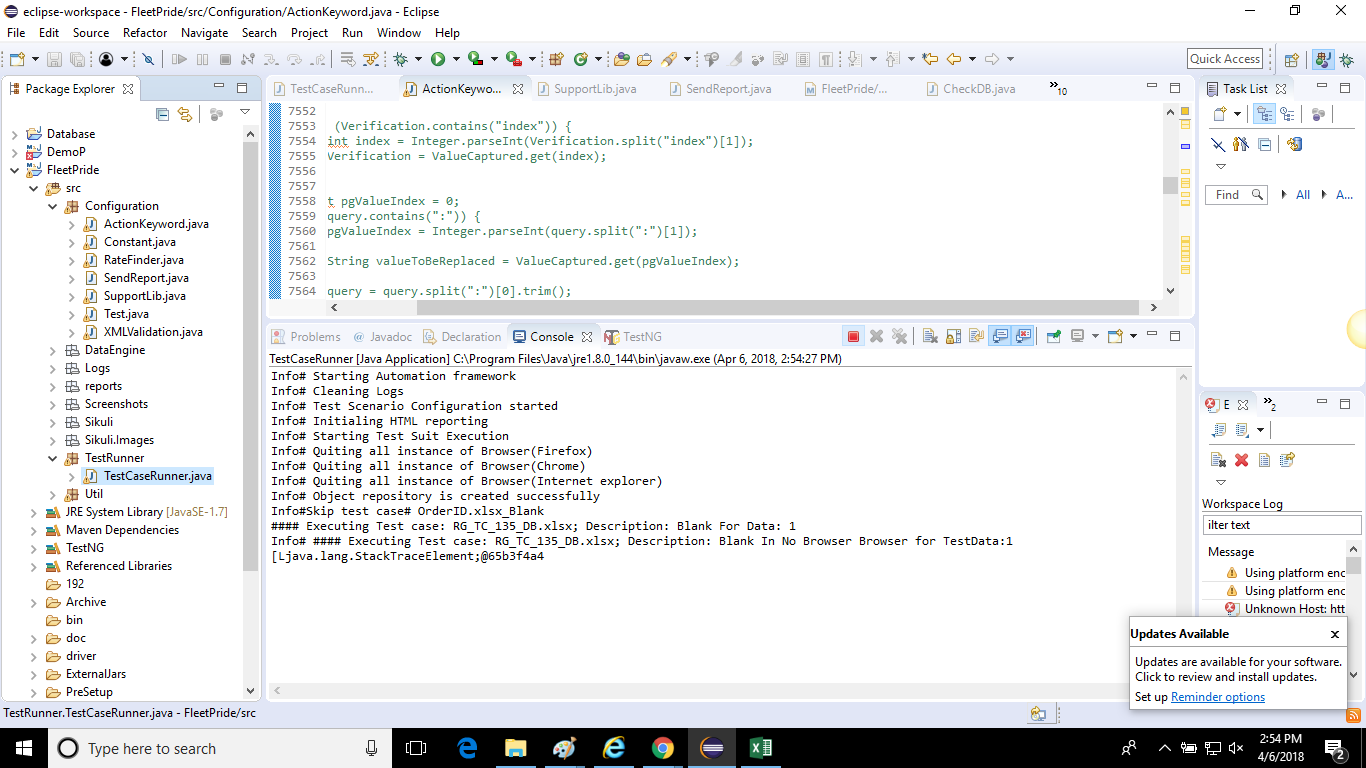 eclipse-workspace - FleetPride/src/Configuration/ActionKeyword.java - Eclipse
File Edit Source Refactor Navigate Search Project Run Window Help
Quick Access
Package Explorer
Database
DemoP
FleetPride
src
Configuration
ActionKeyword.java
Constant.java
RateFinder.java
SendReport.java
SupportLib.java
Test.java
XMLValidation.java
DataEngine
Logs
reports
Screenshots
Sikuli
Sikuli.Images
TestRunner
TestCaseRunner.java
Util
JRE System Library [JavaSE-1.7]
Maven Dependencies
TestNG
Referenced Libraries
192
Archive
bin
doc
driver
ExternalJars
PreSetup
TestCaseRunn... ActionKeywo... SupportLib.java SendReport.java FleetPride/... CheckDB.java »10
7552
7553 (Verification.contains("index")) {
7554 int index = Integer.parseInt(Verification.split("index")[1]);
7555 Verification = ValueCaptured.get(index);
7556
7557
7558 t pgValueIndex = 0;
7559 query.contains(":")) {
7560 pgValueIndex = Integer.parseInt(query.split(":")[1]);
7561
7562 String valueToBeReplaced = ValueCaptured.get(pgValueIndex);
7563
7564 query = query.split(":")[0].trim();
Problems @ Javadoc Declaration Console TestNG
TestCaseRunner [Java Application] C:\Program Files\Java\jre1.8.0_144\bin\javaw.exe (Apr 6, 2018, 2:54:27 PM)
Info# Starting Automation framework
Info# Cleaning Logs
Info# Test Scenario Configuration started
Info# Initialing HTML reporting
Info# Starting Test Suit Execution
Info# Quiting all instance of Browser(Firefox)
Info# Quiting all instance of Browser(Chrome)
Info# Quiting all instance of Browser(Internet explorer)
Info# Object repository is created successfully
Info#Skip test case# OrderID.xlsx_Blank
#### Executing Test case: RG_TC_135_DB.xlsx; Description: Blank For Data: 1
Info# #### Executing Test case: RG_TC_135_DB.xlsx; Description: Blank In No Browser Browser for TestData:1
[Ljava.lang.StackTraceElement;@65b3f4a4
Task List
Find All A...
E »2
Workspace Log
ilter text
Message
Using platform enc
Using platform enc
Unknown Host: htt
Updates Available x
Updates are available for your software.
Click to review and install updates.
Set up Reminder options
TestRunner.TestCaseRunner.java - FleetPride/src
Type here to search
2:54 PM
4/6/2018
2